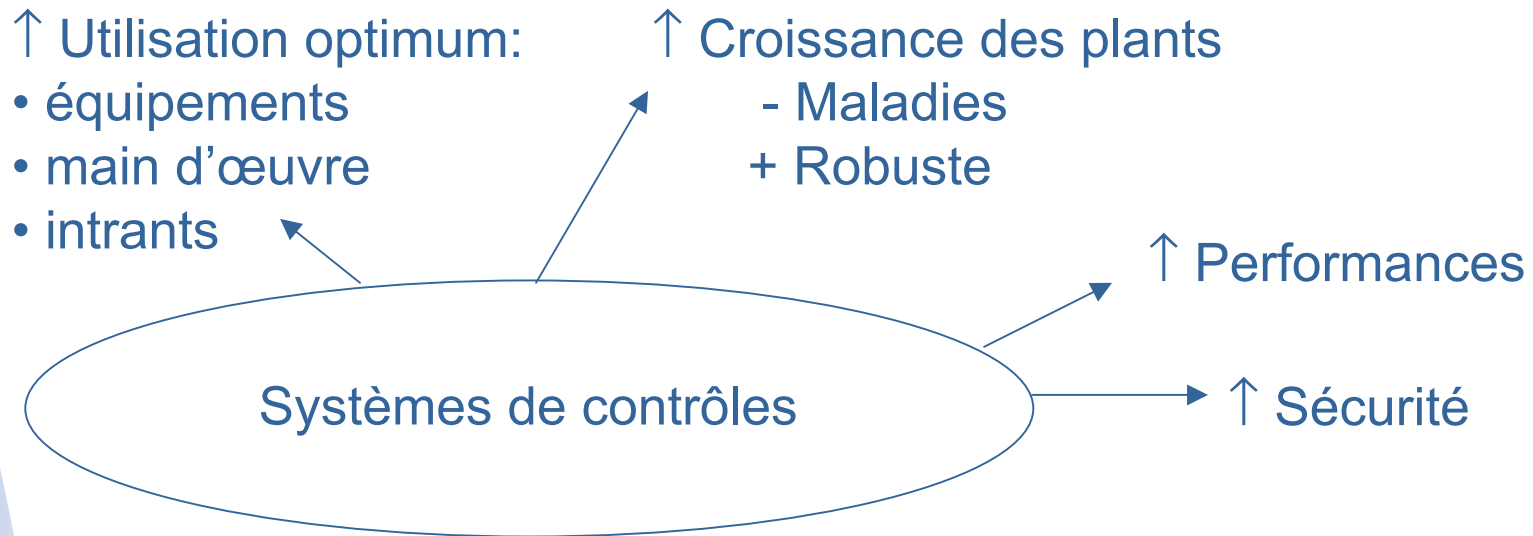 ↑ Utilisation optimum:
• équipements
• main d’œuvre
• intrants
↑ Croissance des plants
- Maladies
+ Robuste
↑ Performances
↑ Sécurité
Systèmes de contrôles